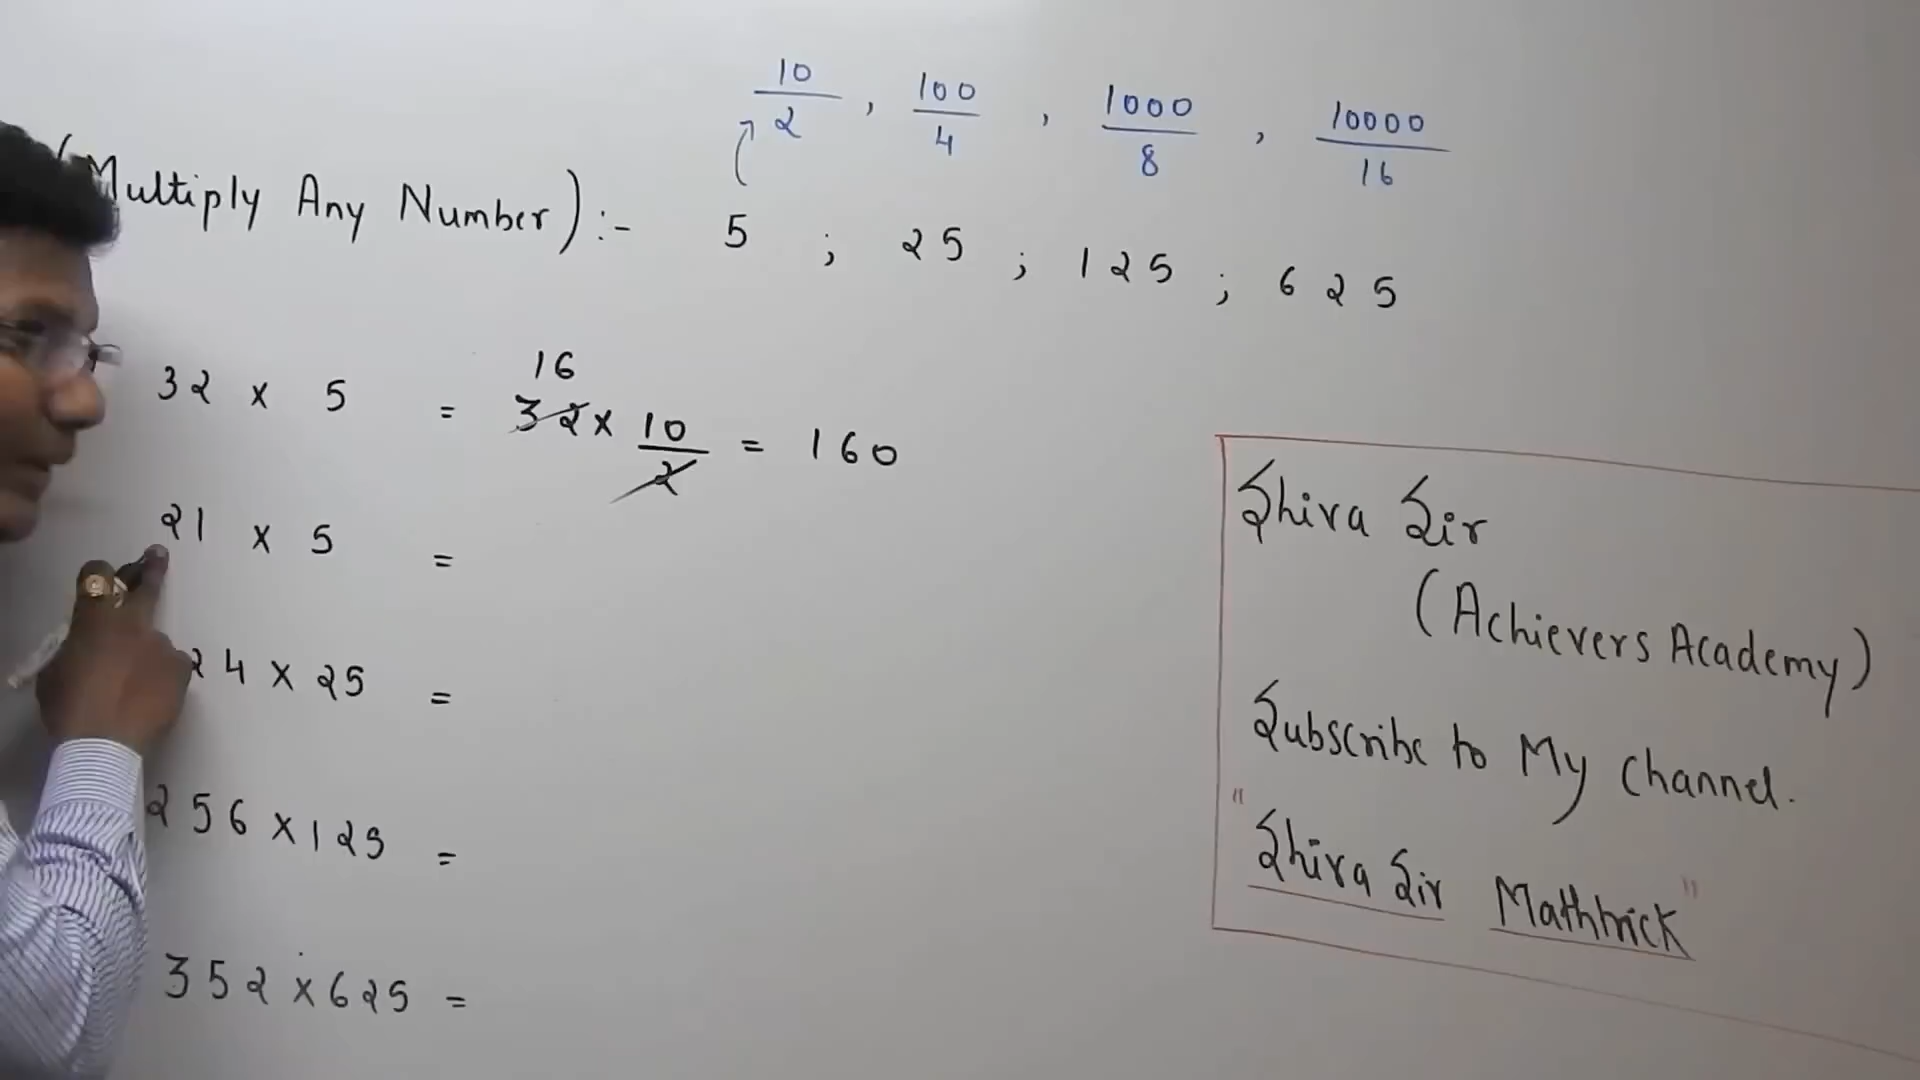 10/2 , 100/4 , 1000/8 , 10000/16
(Multiply Any Number) :- 5 ; 25 ; 125 ; 625
16
32 x 5 = 32 x 10/2 = 160
21 x 5 =
24 x 25 =
256 x 125 =
352 x 625 =
Shiva Sir
(Achievers Academy)
Subscribe to My Channel.
"Shiva Sir Mathtrick"